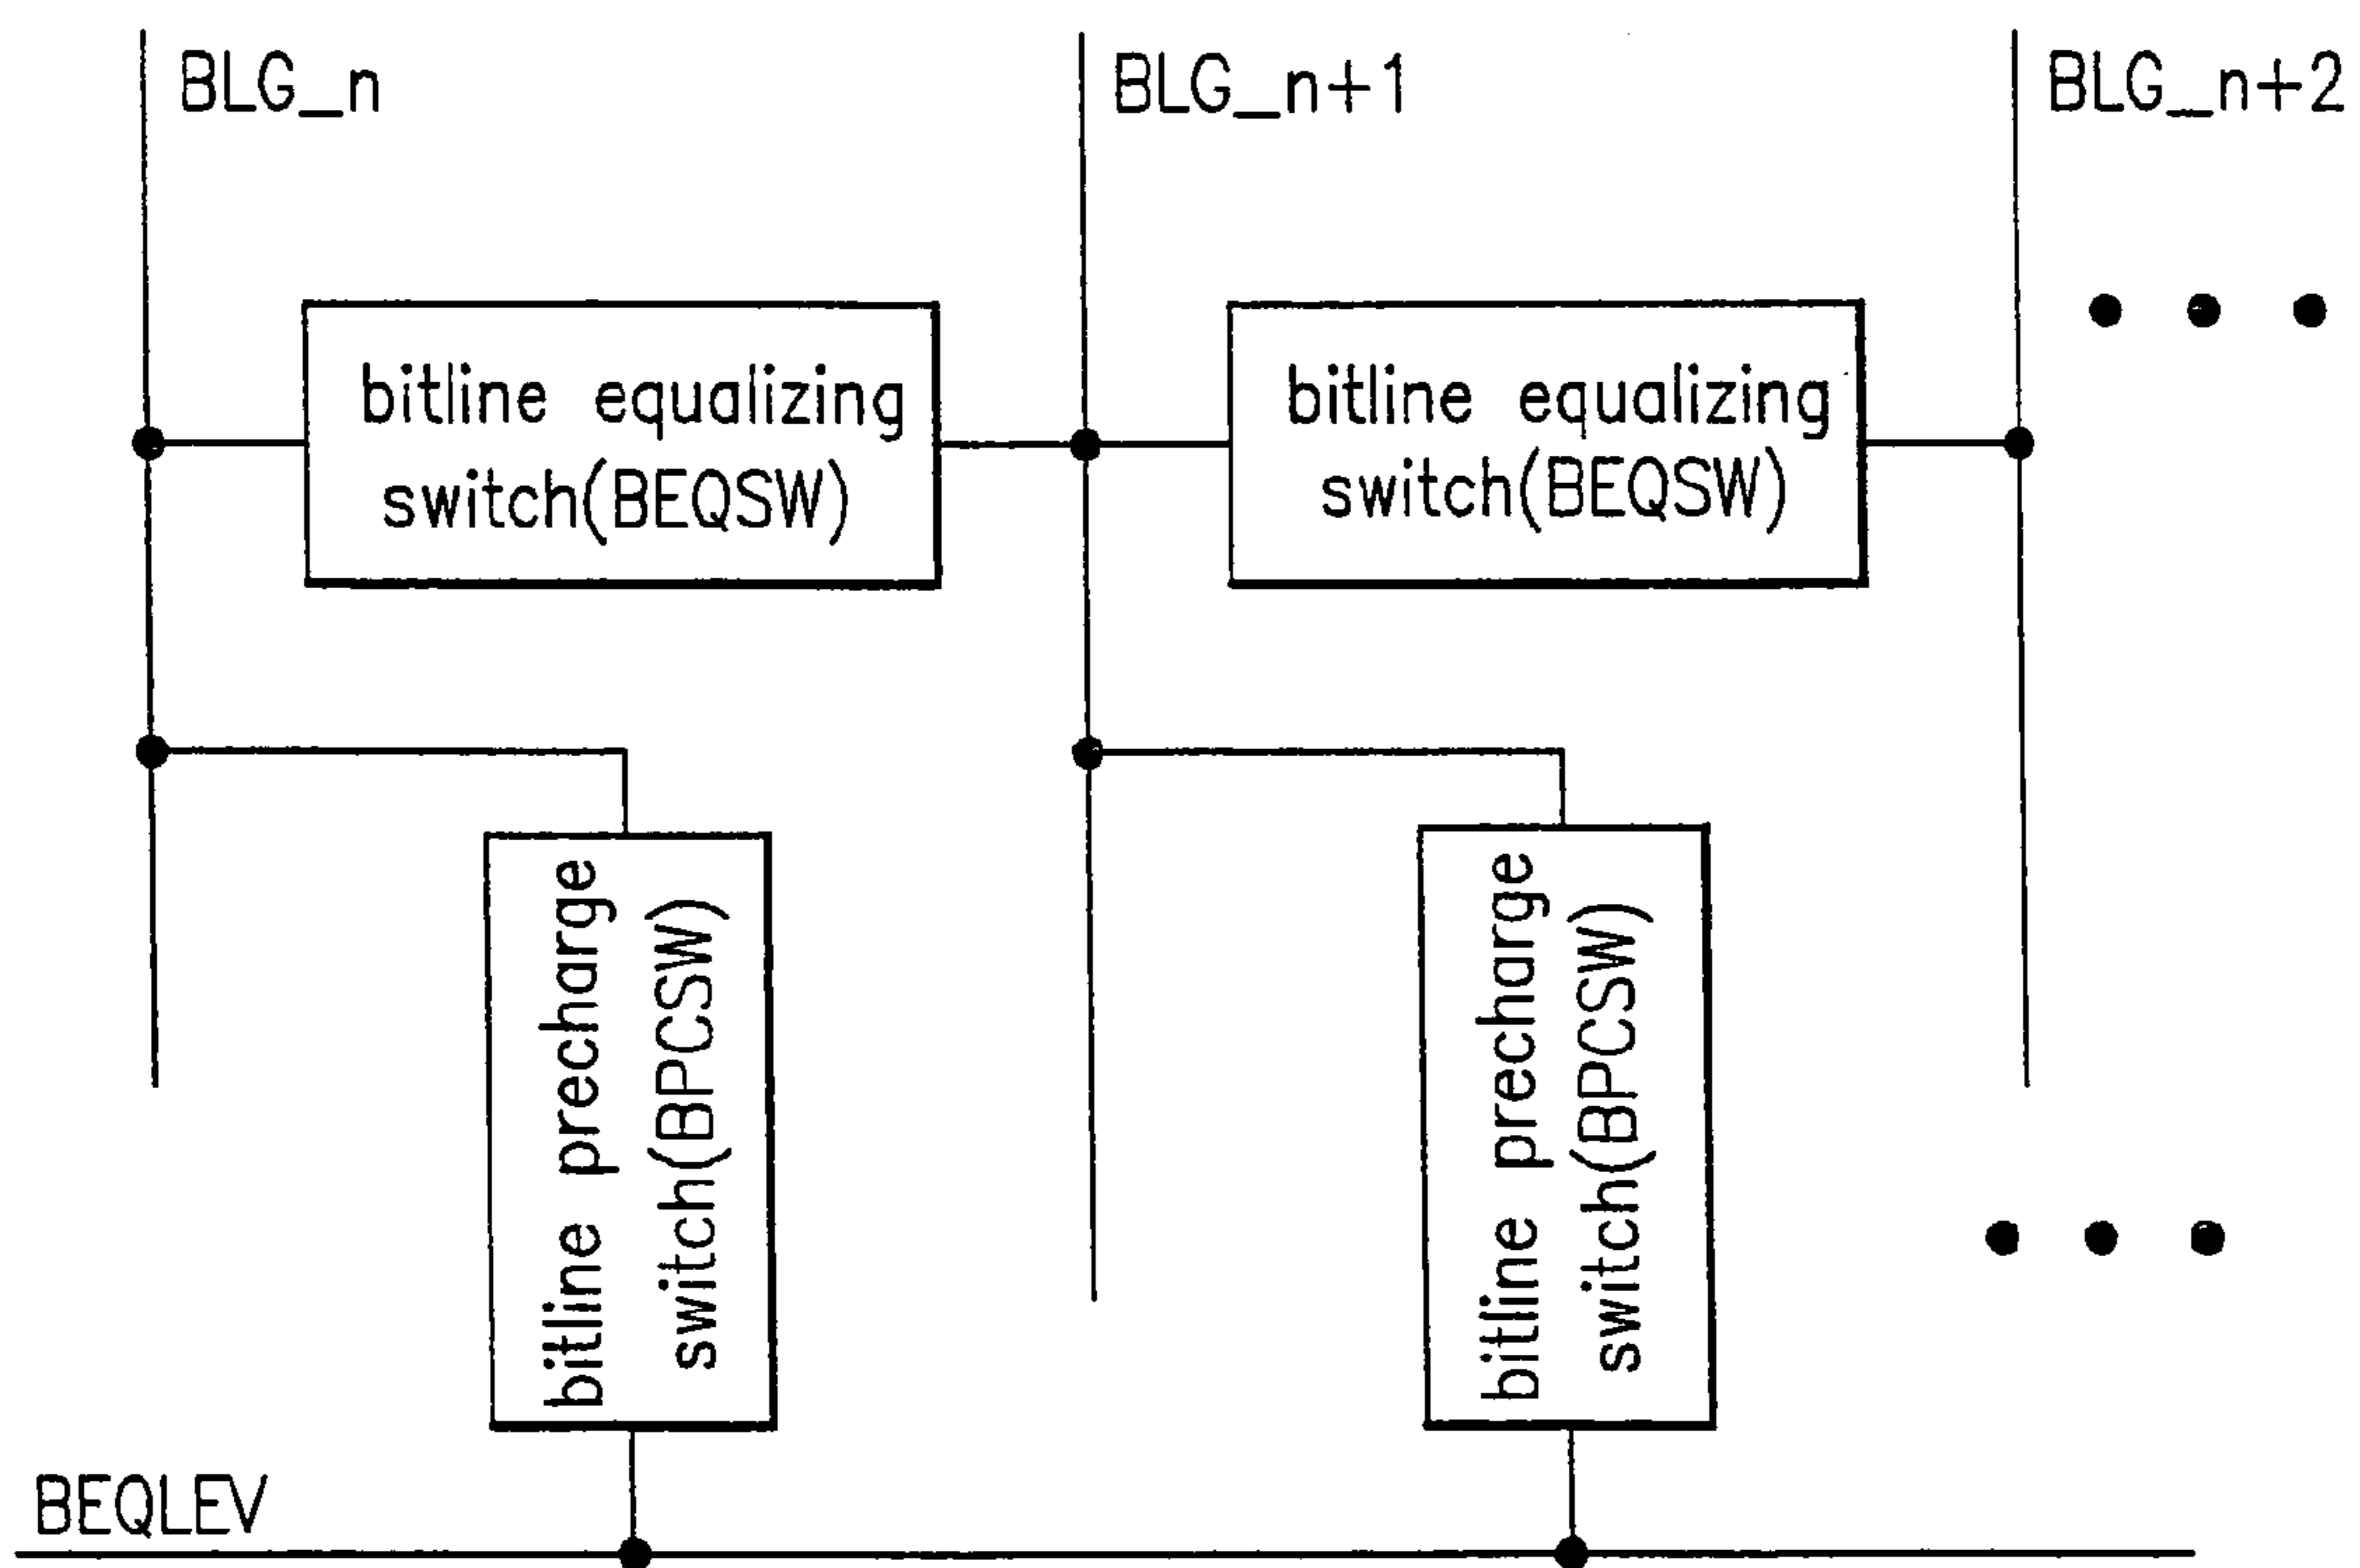 BLG_n
BLG_n+1
BLG_n+2
bitline equalizing
switch(BEQSW)
bitline equalizing
switch(BEQSW)
bitline precharge
switch(BPCSW)
bitline precharge
switch(BPCSW)
BEQLEV